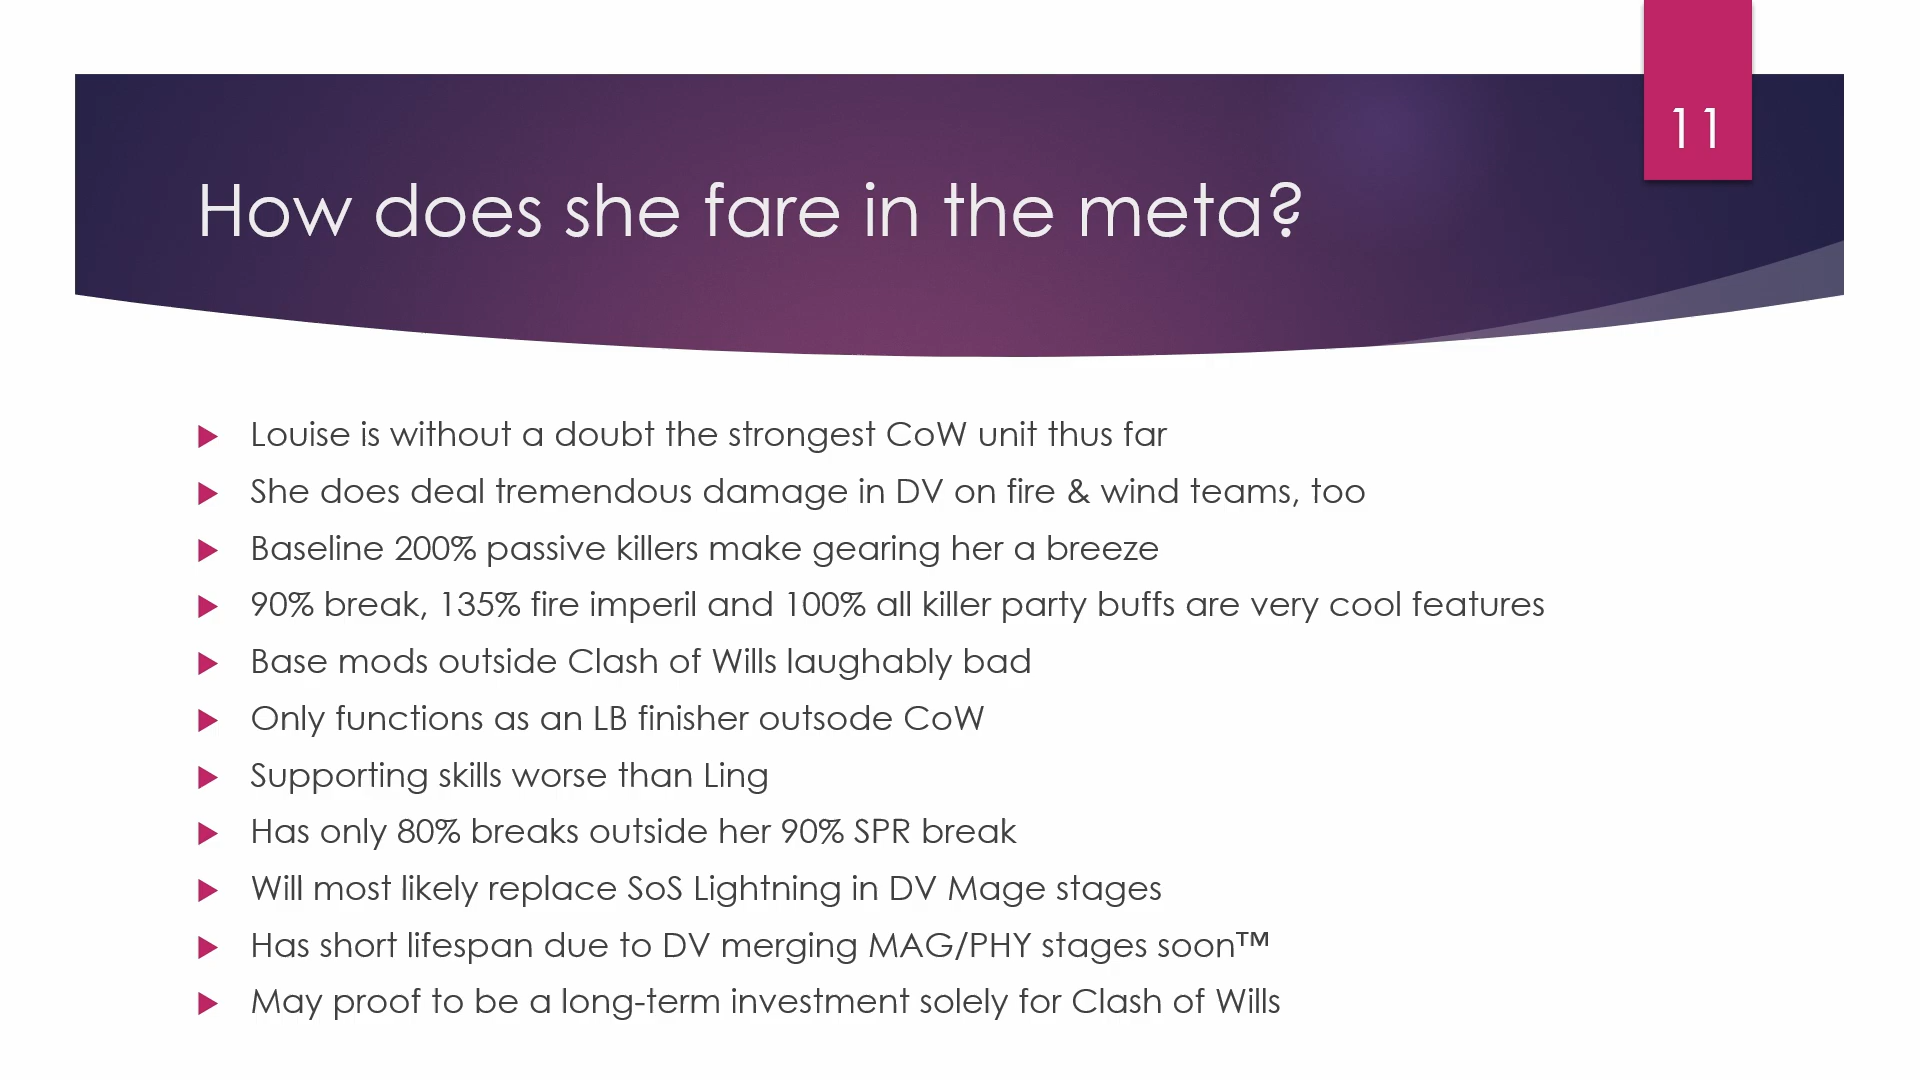 11
How does she fare in the meta?
Louise is without a doubt the strongest CoW unit thus far
She does deal tremendous damage in DV on fire & wind teams, too
Baseline 200% passive killers make gearing her a breeze
90% break, 135% fire imperil and 100% all killer party buffs are very cool features
Base mods outside Clash of Wills laughably bad
Only functions as an LB finisher outsode CoW
Supporting skills worse than Ling
Has only 80% breaks outside her 90% SPR break
Will most likely replace SoS Lightning in DV Mage stages
Has short lifespan due to DV merging MAG/PHY stages soon™
May proof to be a long-term investment solely for Clash of Wills